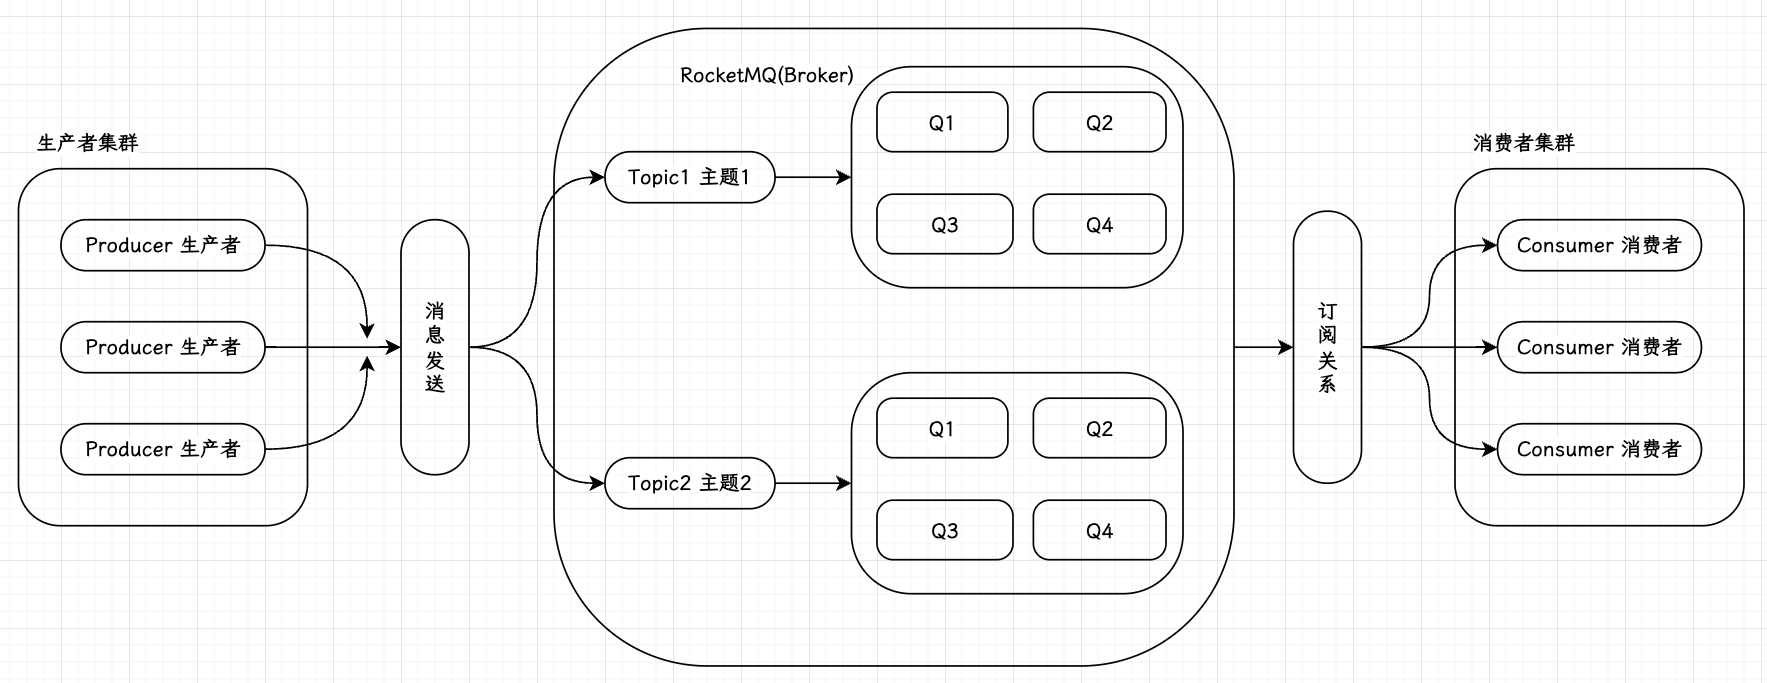 生产者集群
Producer 生产者
Producer 生产者
Producer 生产者
消息发送
RocketMQ(Broker)
Topic1 主题1
Q1
Q2
Q3
Q4
Topic2 主题2
Q1
Q2
Q3
Q4
订阅关系
消费者集群
Consumer 消费者
Consumer 消费者
Consumer 消费者